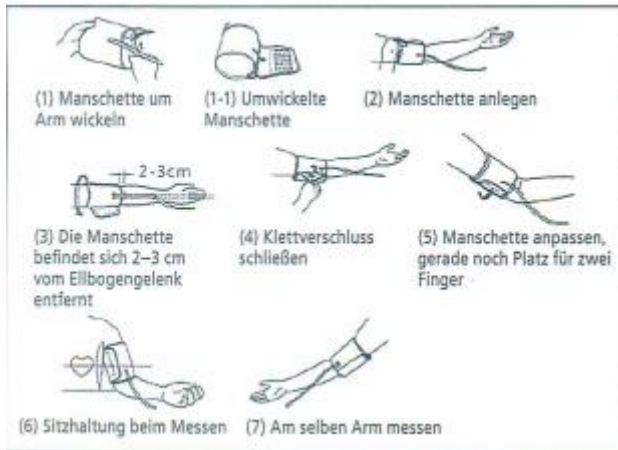 (1) Manschette um
Arm wickeln
(1-1) Umwickelte
Manschette
(2) Manschette anlegen
2-3cm
(3) Die Manschette
befindet sich 2–3 cm
vom Ellbogengelenk
entfernt
(4) Klettverschluss
schließen
(5) Manschette anpassen,
gerade noch Platz für zwei
Finger
(6) Sitzhaltung beim Messen
(7) Am selben Arm messen